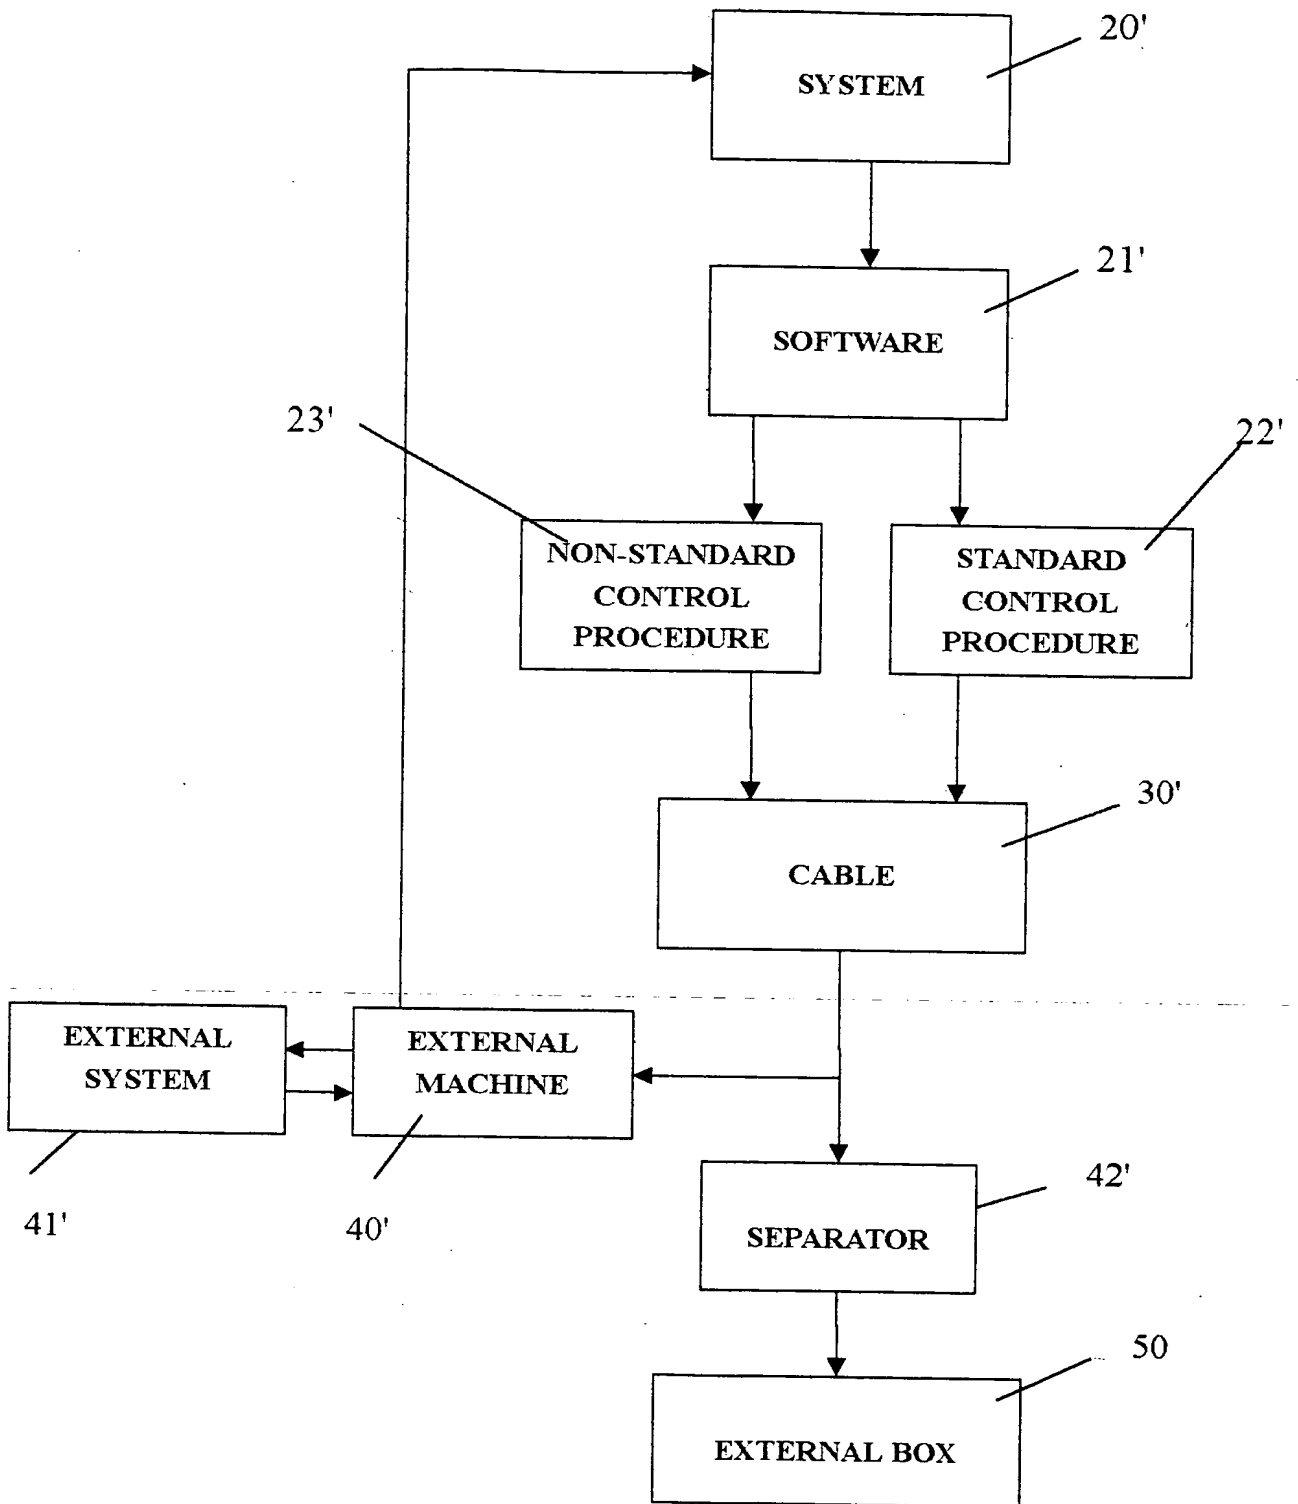 20'
SYSTEM
21'
SOFTWARE
23'
22'
NON-STANDARD
CONTROL
PROCEDURE
STANDARD
CONTROL
PROCEDURE
30'
CABLE
EXTERNAL
SYSTEM
EXTERNAL
MACHINE
41'
40'
42'
SEPARATOR
50
EXTERNAL BOX